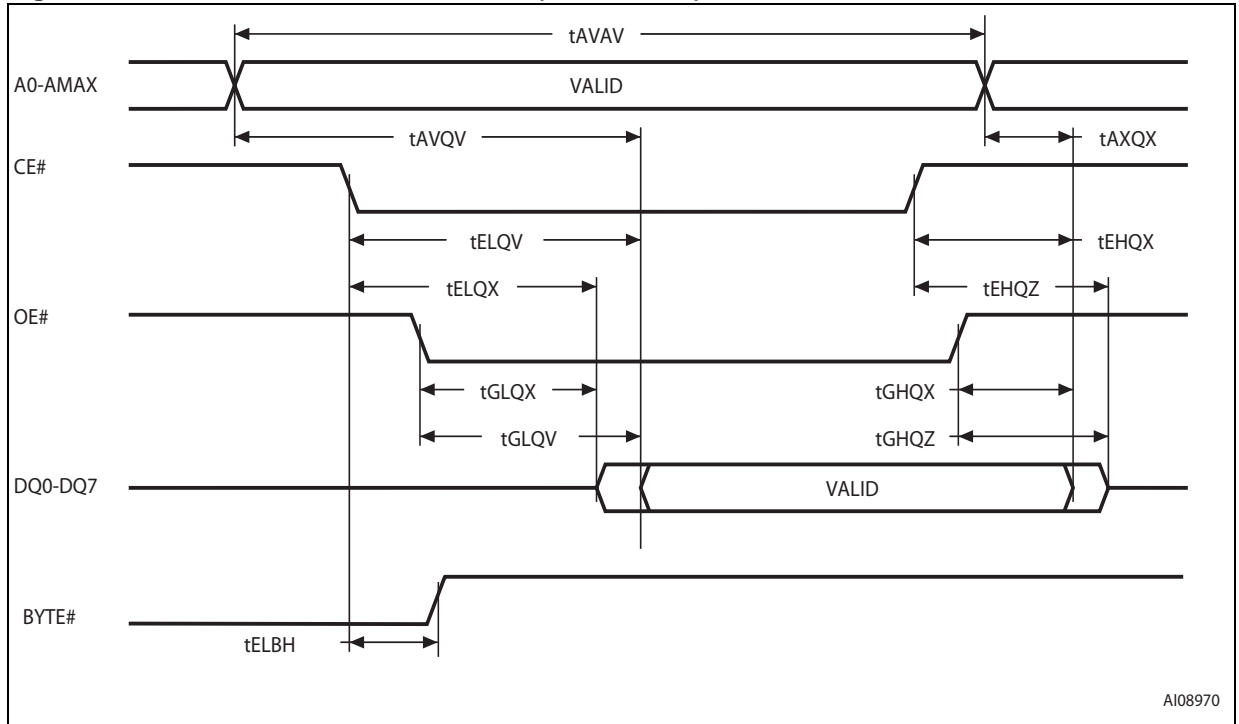 tAVAV
A0-AMAX
VALID
tAVQV
tAXQX
CE#
tELQV
tEHQX
tELQX
tEHQZ
OE#
tGLQX
tGHQX
tGLQV
tGHQZ
DQ0-DQ7
VALID
BYTE#
tELBH
AI08970